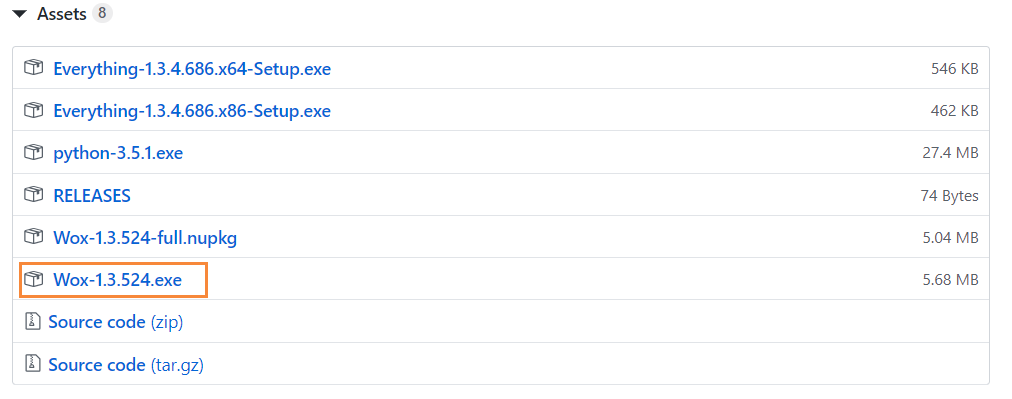 Assets 8
Everything-1.3.4.686.x64-Setup.exe 546 KB
Everything-1.3.4.686.x86-Setup.exe 462 KB
python-3.5.1.exe 27.4 MB
RELEASES 74 Bytes
Wox-1.3.524-full.nupkg 5.04 MB
Wox-1.3.524.exe 5.68 MB
Source code (zip)
Source code (tar.gz)